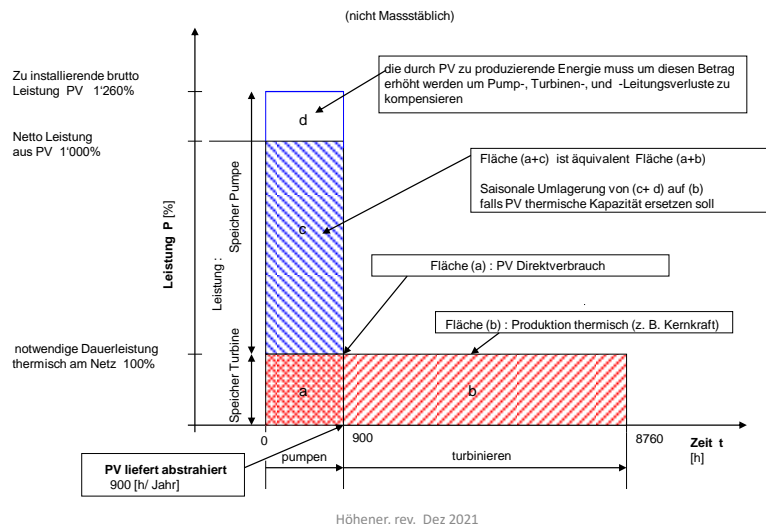 (nicht Massstäblich)
Zu installierende brutto
Leistung PV 1'260%
die durch PV zu produzierende Energie muss um diesen Betrag
erhöht werden um Pump-, Turbinen-, und -Leitungsverluste zu
kompensieren
d
Netto Leistung
aus PV 1'000%
Fläche (a+c) ist äquivalent Fläche (a+b)
Saisonale Umlagerung von (c+ d) auf (b)
falls PV thermische Kapazität ersetzen soll
Leistung P [%]
Leistung :
Speicher Pumpe
c
Fläche (a) : PV Direktverbrauch
Fläche (b) : Produktion thermisch (z. B. Kernkraft)
notwendige Dauerleistung
thermisch am Netz 100%
Speicher Turbine
a
b
0
900
8760
Zeit t
[h]
PV liefert abstrahiert
900 [h/ Jahr]
pumpen
turbinieren
Höhener, rev. Dez 2021